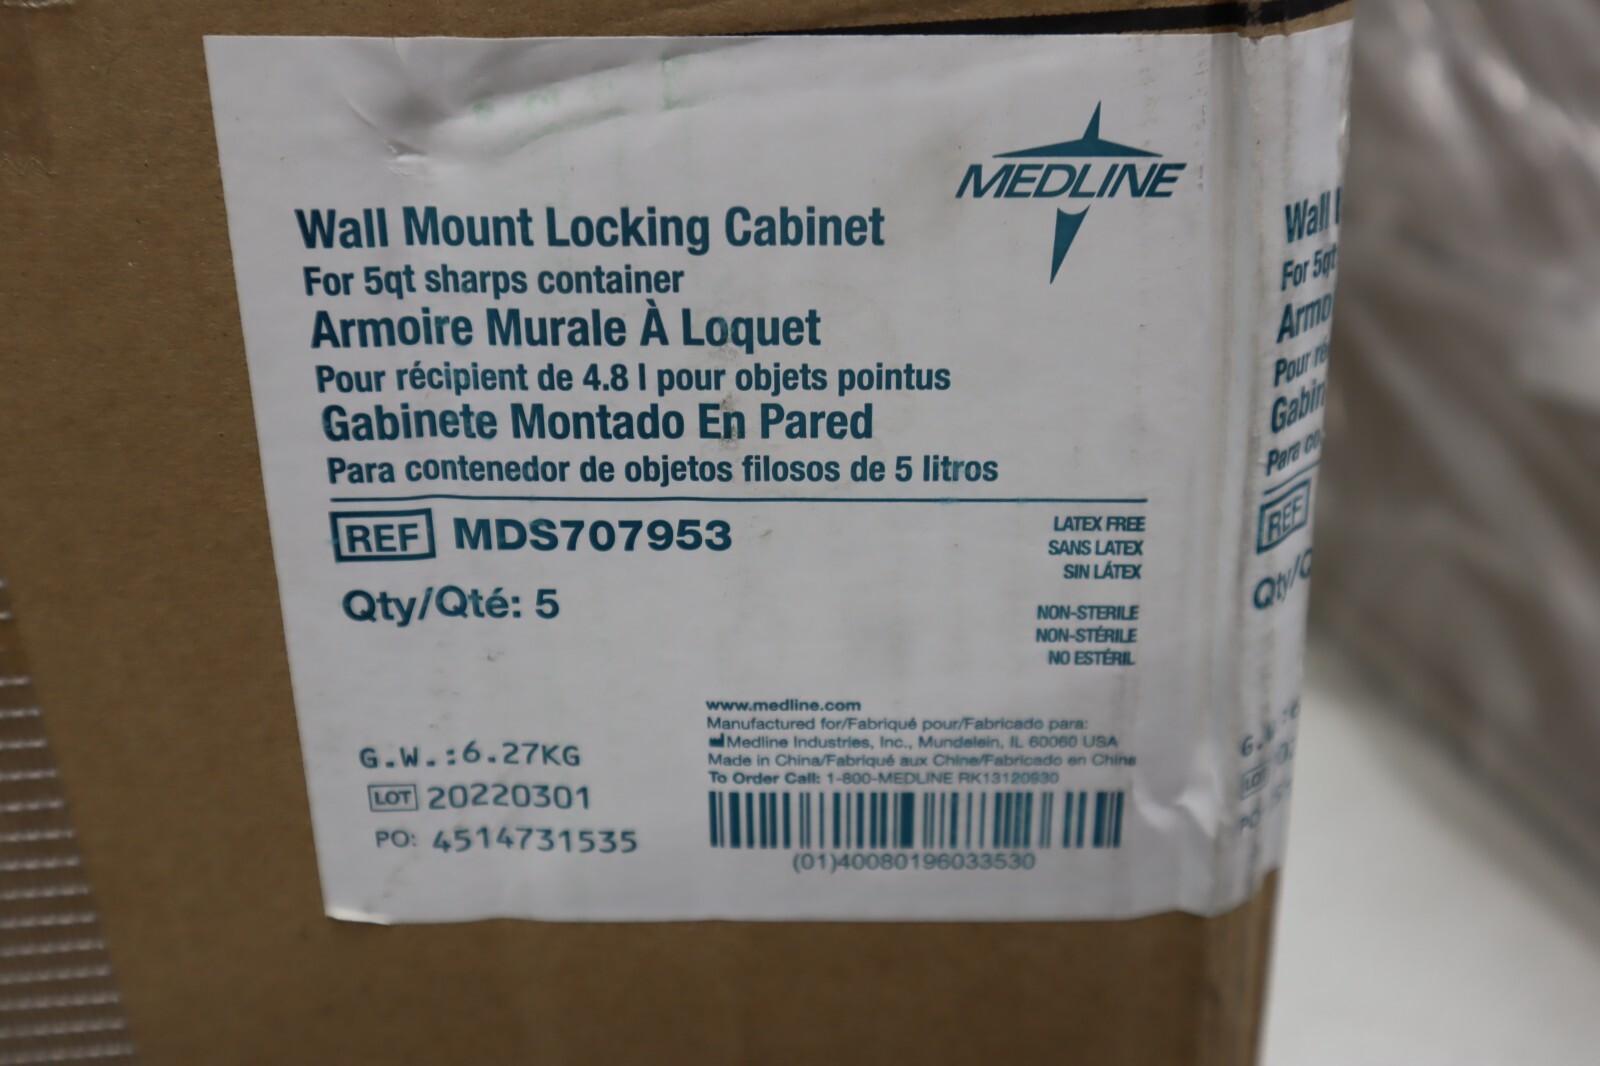 MEDLINE
Wall Mount Locking Cabinet
For 5qt sharps container
Armoire Murale À Loquet
Pour récipient de 4.8 l pour objets pointus
Gabinete Montado En Pared
Para contenedor de objetos filosos de 5 litros
REF MDS707953
Qty/Qté: 5
LATEX FREE
SANS LATEX
SIN LÁTEX
NON-STERILE
NON-STÉRILE
NO ESTÉRIL
G.W.:6.27KG
LOT 20220301
PO: 4514731535
www.medline.com
Manufactured for/Fabriqué pour/Fabricado para:
Medline Industries, Inc., Mundelein, IL 60060 USA
Made in China/Fabriqué aux Chine/Fabricado en China
To Order Call: 1-800-MEDLINE RK13120930
(01)40080196033530
Wall
For 5qt
Armo
Pour ré
Gabin
Para co
REF
Qty/Q
G.W.
LOT
PO